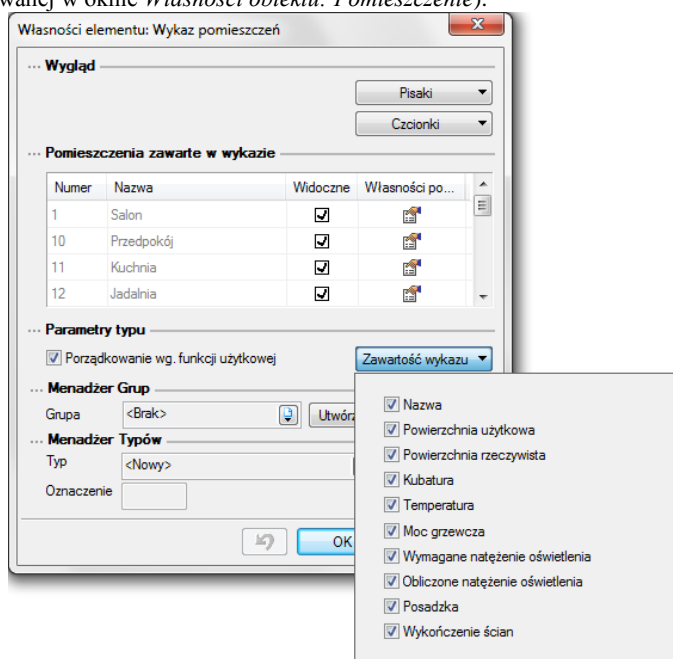 wanej w oknie Własności obiektu: Pomieszczenie).
Własności elementu: Wykaz pomieszczeń
Wygląd
Pisaki
Czcionki
Pomieszczenia zawarte w wykazie
Numer Nazwa Widoczne Własności po...
1 Salon
10 Przedpokój
11 Kuchnia
12 Jadalnia
Parametry typu
Porządkowanie wg. funkcji użytkowej Zawartość wykazu
Menadżer Grup
Grupa <Brak> Utwórz
Menadżer Typów
Typ <Nowy>
Oznaczenie
OK
Nazwa
Powierzchnia użytkowa
Powierzchnia rzeczywista
Kubatura
Temperatura
Moc grzewcza
Wymagane natężenie oświetlenia
Obliczone natężenie oświetlenia
Posadzka
Wykończenie ścian